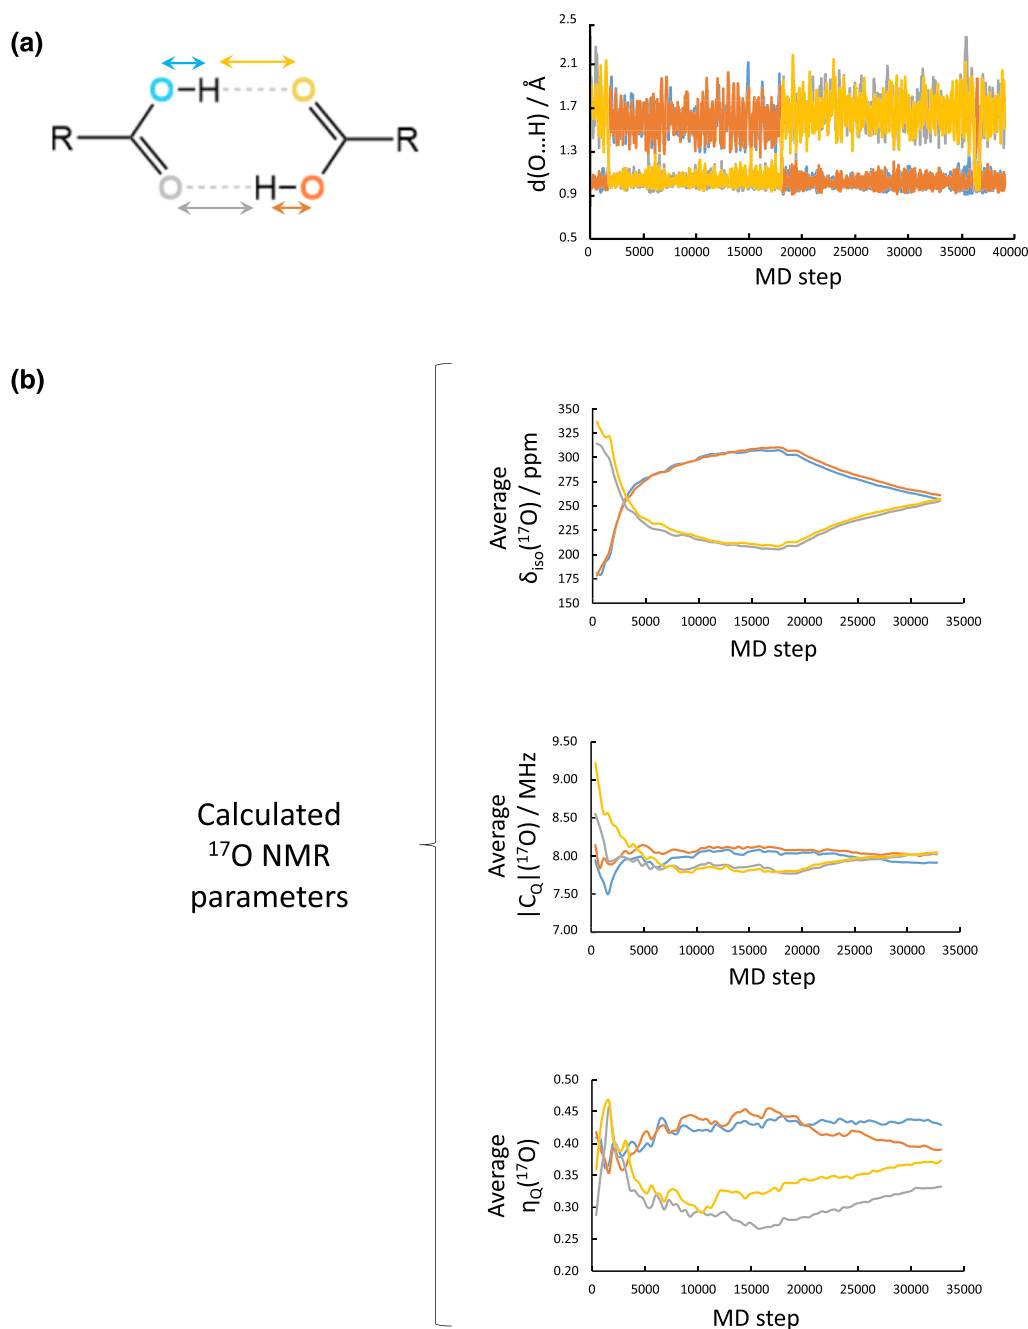 (a)
O H O
R R
O H O
d(O...H) / Å
2.5
2.1
1.7
1.3
0.9
0.5
0 5000 10000 15000 20000 25000 30000 35000 40000
MD step
(b)
Calculated
17O NMR
parameters
Average
δiso(17O) / ppm
350
325
300
275
250
225
200
175
150
0 5000 10000 15000 20000 25000 30000 35000
MD step
Average
|CQ|(17O) / MHz
9.50
9.00
8.50
8.00
7.50
7.00
0 5000 10000 15000 20000 25000 30000 35000
MD step
Average
ηQ(17O)
0.50
0.45
0.40
0.35
0.30
0.25
0.20
0 5000 10000 15000 20000 25000 30000 35000
MD step